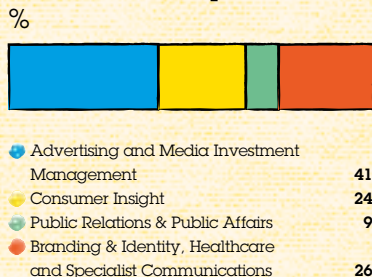 %
Advertising and Media Investment
Management 41
Consumer Insight 24
Public Relations & Public Affairs 9
Branding & Identity, Healthcare
and Specialist Communications 26